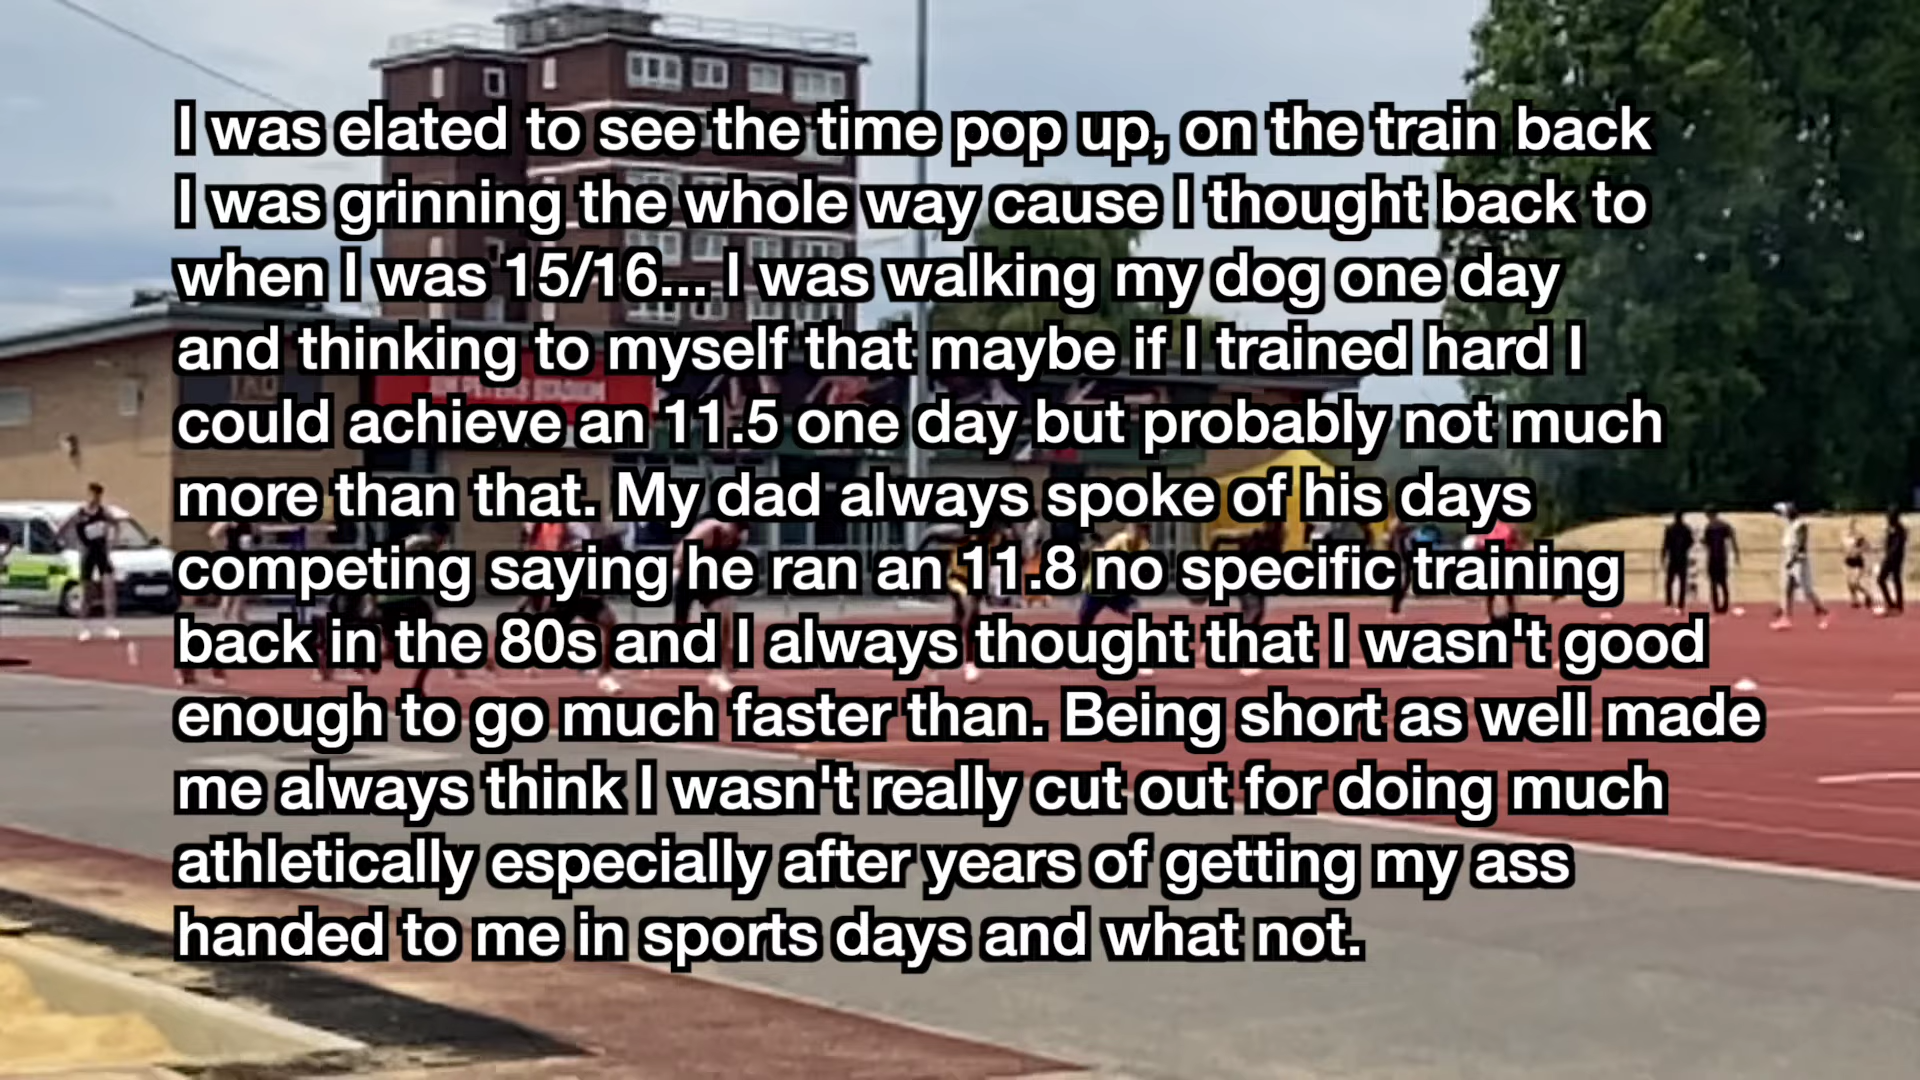 I was elated to see the time pop up, on the train back
I was grinning the whole way cause I thought back to
when I was 15/16... I was walking my dog one day
and thinking to myself that maybe if I trained hard I
could achieve an 11.5 one day but probably not much
more than that. My dad always spoke of his days
competing saying he ran an 11.8 no specific training
back in the 80s and I always thought that I wasn't good
enough to go much faster than. Being short as well made
me always think I wasn't really cut out for doing much
athletically especially after years of getting my ass
handed to me in sports days and what not.
STADIUM